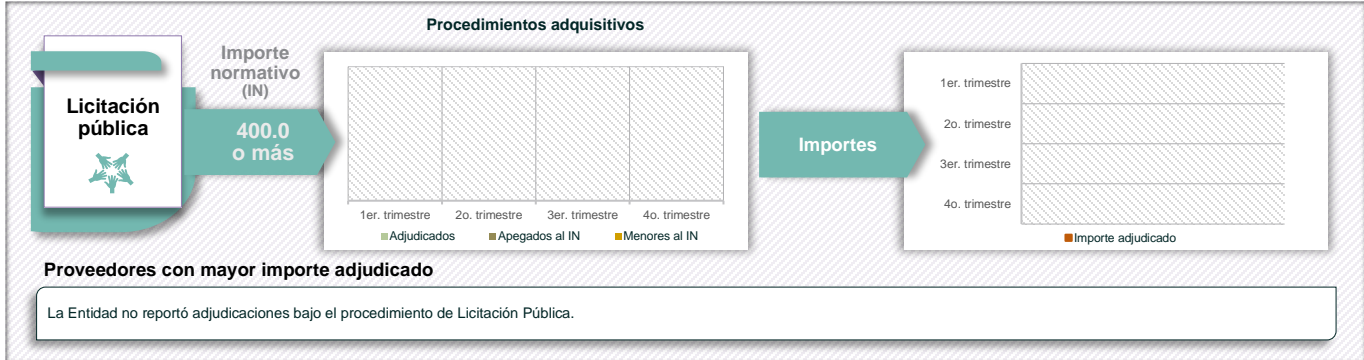 Procedimientos adquisitivos
Licitación
pública
Importe
normativo
(IN)
400.0
o más
1er. trimestre 2o. trimestre 3er. trimestre 4o. trimestre
Adjudicados Apegados al IN Menores al IN
Importes
1er. trimestre
2o. trimestre
3er. trimestre
4o. trimestre
Importe adjudicado
Proveedores con mayor importe adjudicado
La Entidad no reportó adjudicaciones bajo el procedimiento de Licitación Pública.